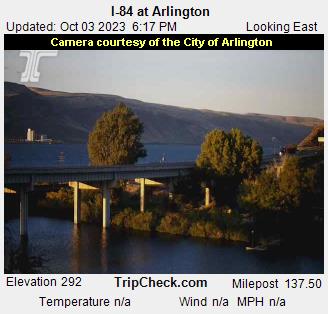 I-84 at Arlington
Updated: Oct 03 2023 6:17 PM Looking East
Camera courtesy of the City of Arlington
Elevation 292 TripCheck.com Milepost 137.50
Temperature n/a Wind n/a MPH n/a